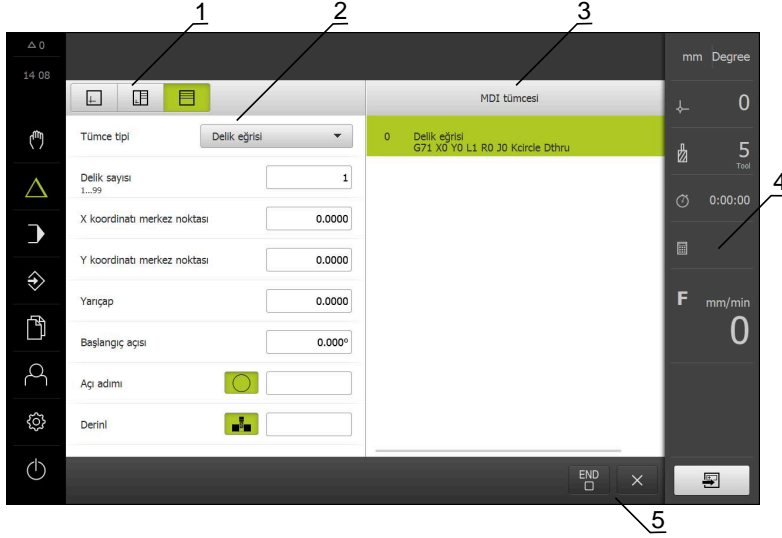 1
2
3
0
14 08
mm Degree
MDI tümcesi
0
Tümce tipi
Delik eğrisi
0 Delik eğrisi
G71 X0 Y0 L1 R0 J0 Kcircle Dthru
5
Tool
Delik sayısı
1...99
1
4
0:00:00
X koordinatı merkez noktası
0.0000
Y koordinatı merkez noktası
0.0000
Yarıçap
0.0000
F mm/min
0
Başlangıç açısı
0.000°
Açı adımı
Derinl
END
5